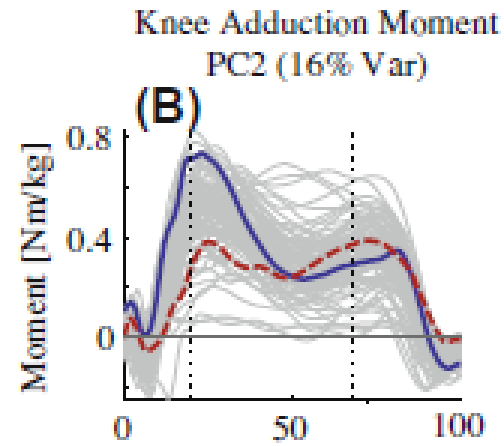 Knee Adduction Moment
PC2 (16% Var)
(B)
Moment [Nm/kg]
0.8
0.4
0
0
50
100